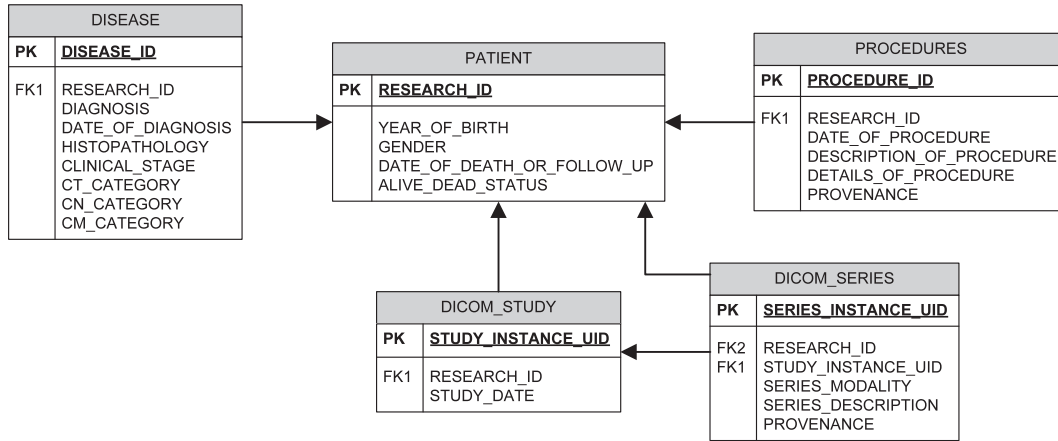 DISEASE
PK DISEASE_ID
FK1 RESEARCH_ID
DIAGNOSIS
DATE_OF_DIAGNOSIS
HISTOPATHOLOGY
CLINICAL_STAGE
CT_CATEGORY
CN_CATEGORY
CM_CATEGORY
PATIENT
PK RESEARCH_ID
YEAR_OF_BIRTH
GENDER
DATE_OF_DEATH_OR_FOLLOW_UP
ALIVE_DEAD_STATUS
PROCEDURES
PK PROCEDURE_ID
FK1 RESEARCH_ID
DATE_OF_PROCEDURE
DESCRIPTION_OF_PROCEDURE
DETAILS_OF_PROCEDURE
PROVENANCE
DICOM_STUDY
PK STUDY_INSTANCE_UID
FK1 RESEARCH_ID
STUDY_DATE
DICOM_SERIES
PK SERIES_INSTANCE_UID
FK2 RESEARCH_ID
FK1 STUDY_INSTANCE_UID
SERIES_MODALITY
SERIES_DESCRIPTION
PROVENANCE